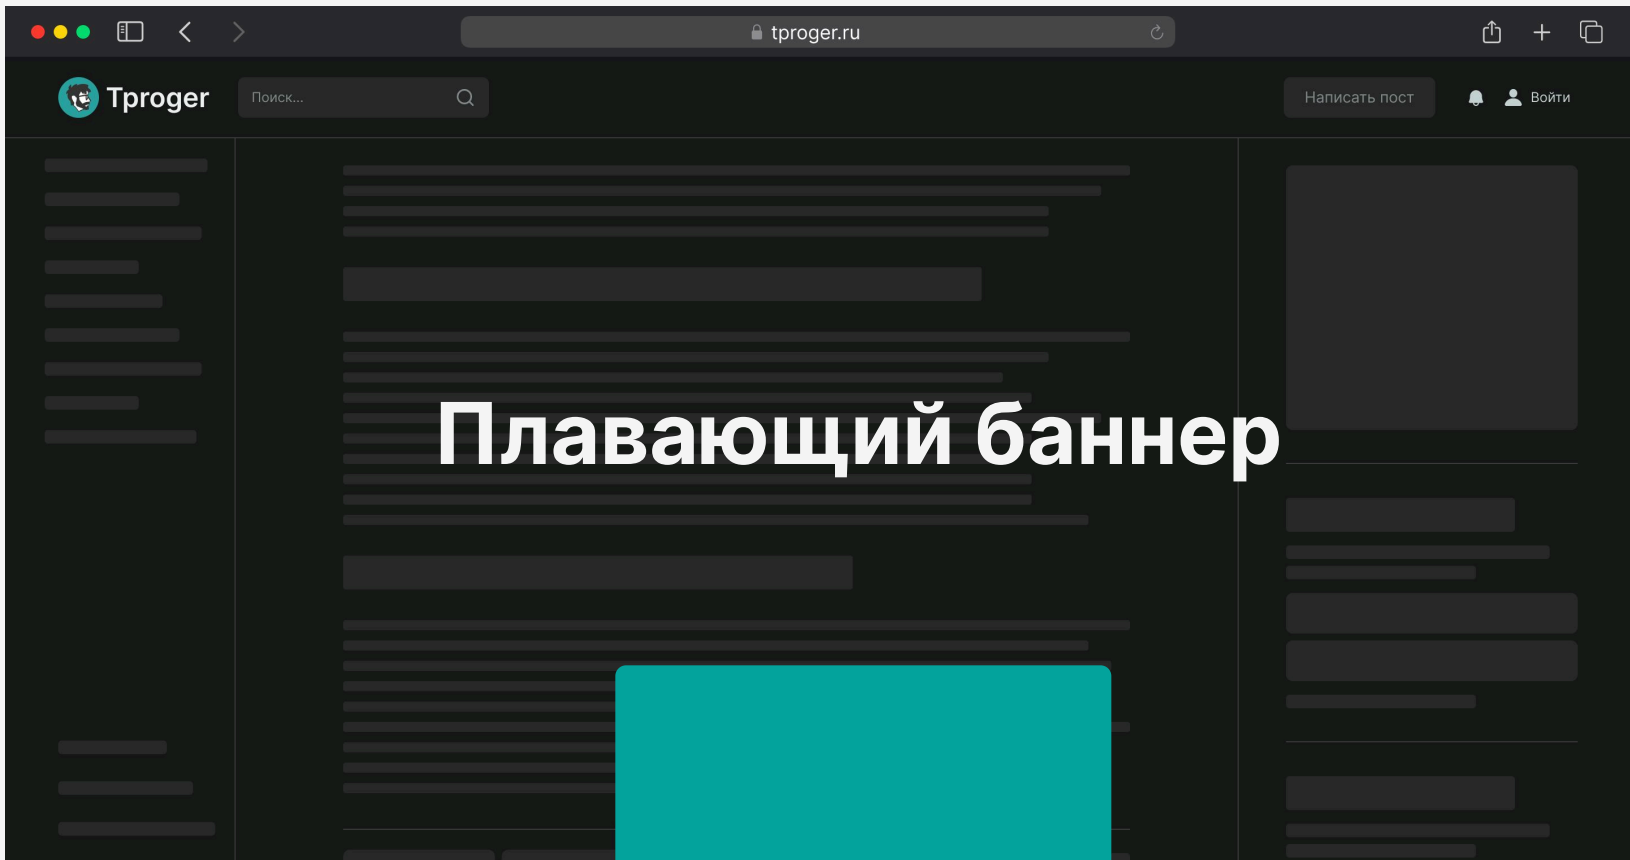 tproger.ru
Tproger
Поиск...
Написать пост
Войти
Плавающий баннер